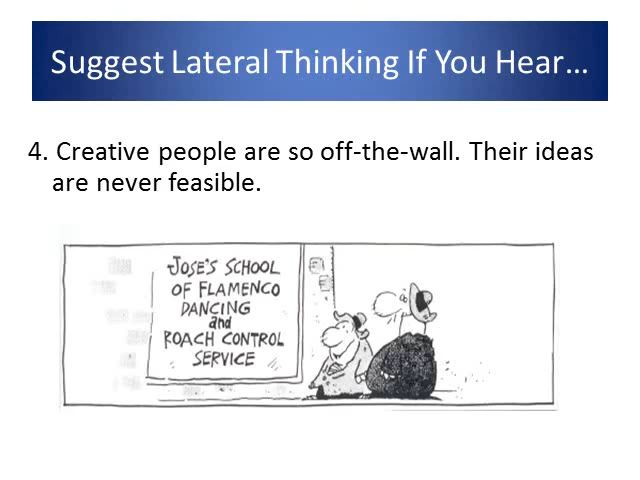 Suggest Lateral Thinking If You Hear…
4. Creative people are so off-the-wall. Their ideas
are never feasible.
JOSE'S SCHOOL
OF FLAMENCO
DANCING
and
ROACH CONTROL
SERVICE